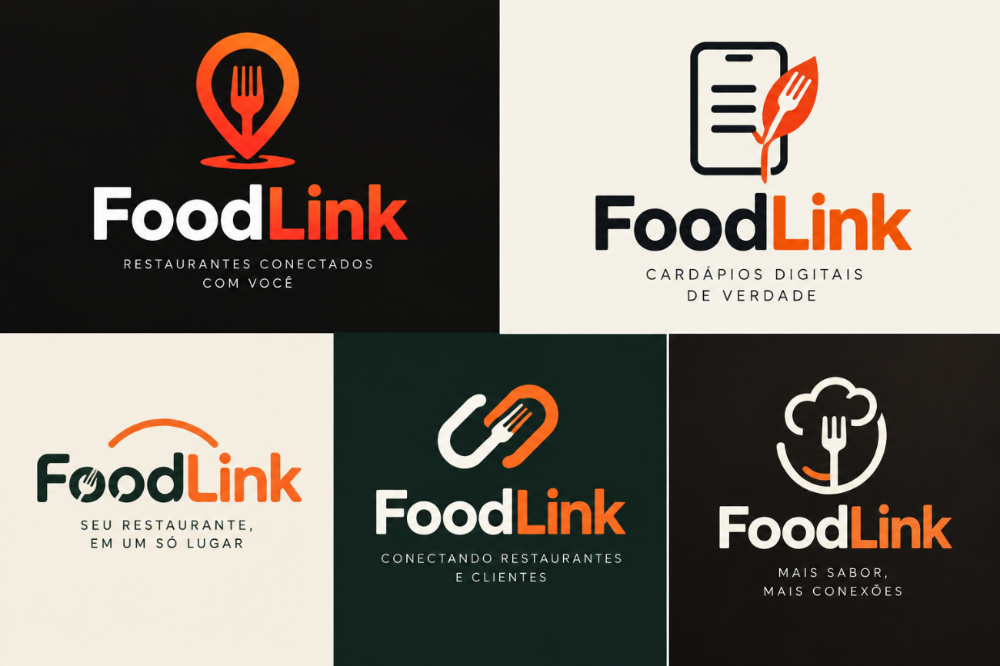 FoodLink
RESTAURANTES CONECTADOS
COM VOCÊ
FoodLink
CARDÁPIOS DIGITAIS
DE VERDADE
FoodLink
SEU RESTAURANTE,
EM UM SÓ LUGAR
FoodLink
CONECTANDO RESTAURANTES
E CLIENTES
FoodLink
MAIS SABOR,
MAIS CONEXÕES